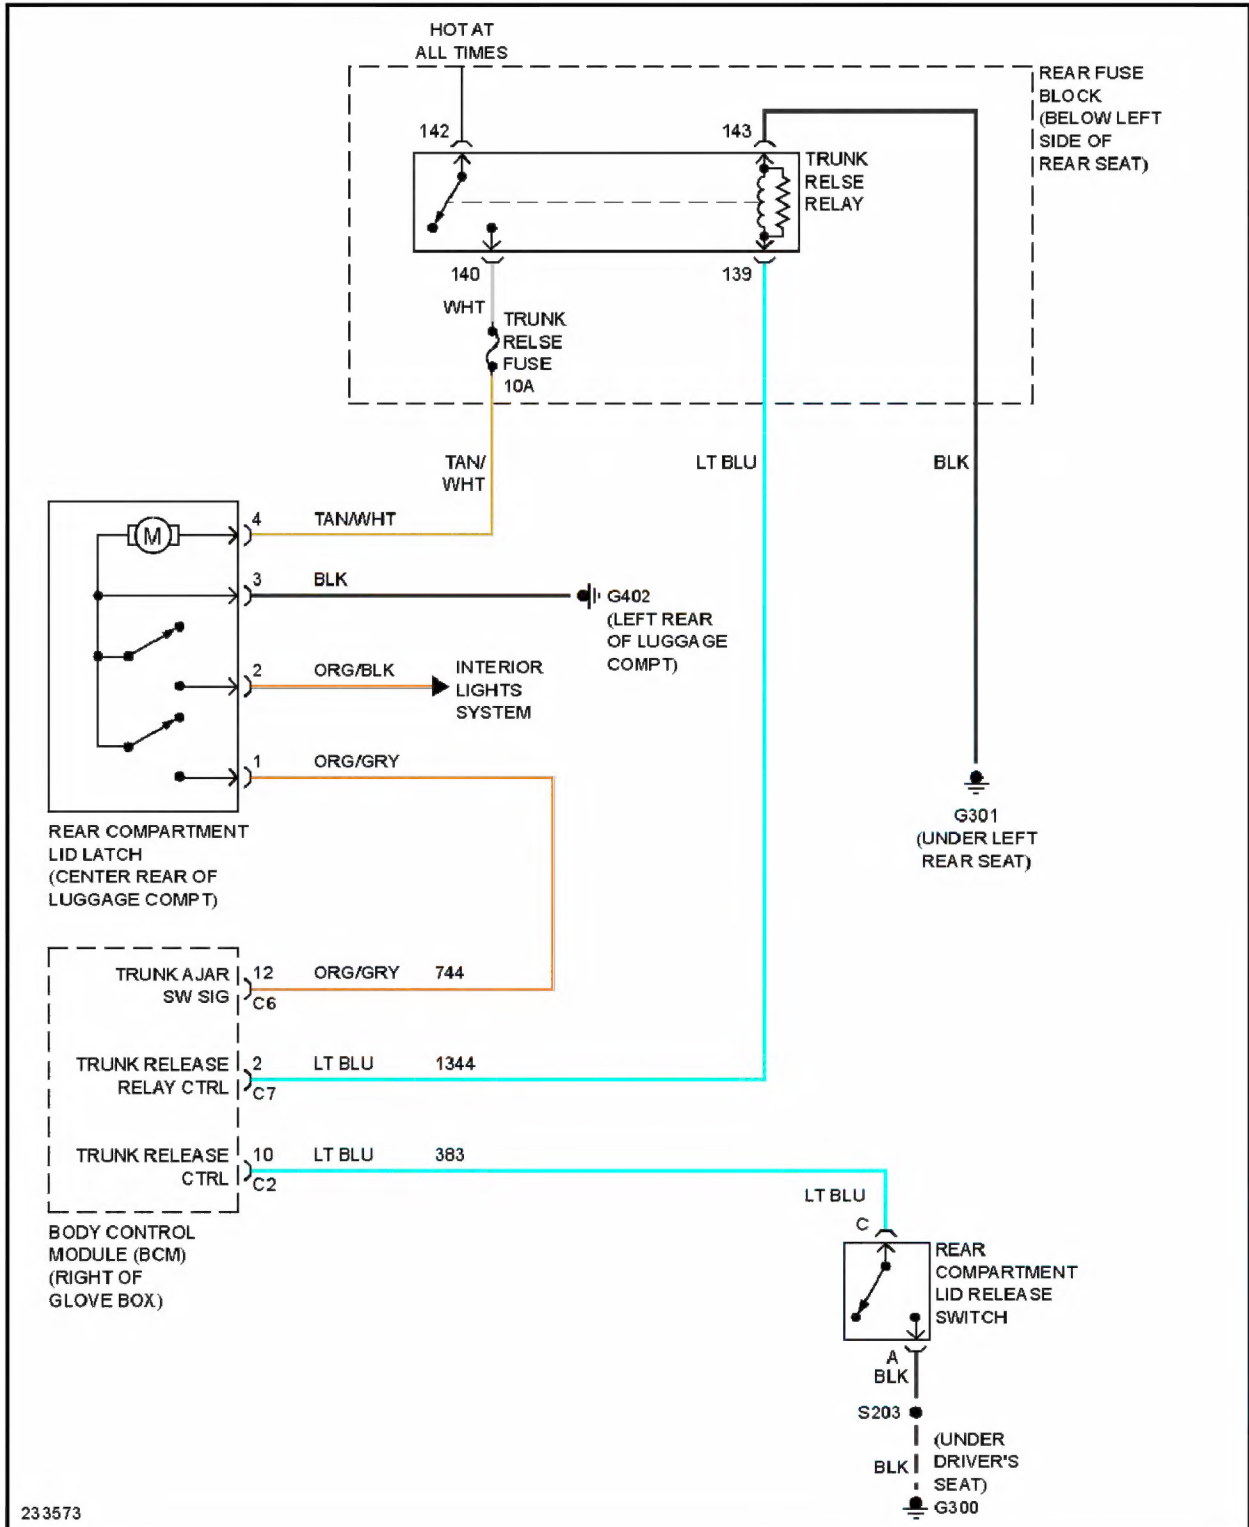 HOT AT
ALL TIMES
REAR FUSE
BLOCK
(BELOW LEFT
SIDE OF
REAR SEAT)
142
143
TRUNK
RELSE
RELAY
140
139
WHT
TRUNK
RELSE
FUSE
10A
TAN/
WHT
LT BLU
BLK
4
TAN/WHT
M
3
BLK
G402
(LEFT REAR
OF LUGGAGE
COMPT)
2
ORG/BLK
INTERIOR
LIGHTS
SYSTEM
1
ORG/GRY
REAR COMPARTMENT
LID LATCH
(CENTER REAR OF
LUGGAGE COMPT)
G301
(UNDER LEFT
REAR SEAT)
TRUNK AJAR
SW SIG
12
C6
ORG/GRY
744
TRUNK RELEASE
RELAY CTRL
2
C7
LT BLU
1344
TRUNK RELEASE
CTRL
10
C2
LT BLU
383
BODY CONTROL
MODULE (BCM)
(RIGHT OF
GLOVE BOX)
LT BLU
C
REAR
COMPARTMENT
LID RELEASE
SWITCH
A
BLK
S203
BLK
(UNDER
DRIVER'S
SEAT)
G300
233573